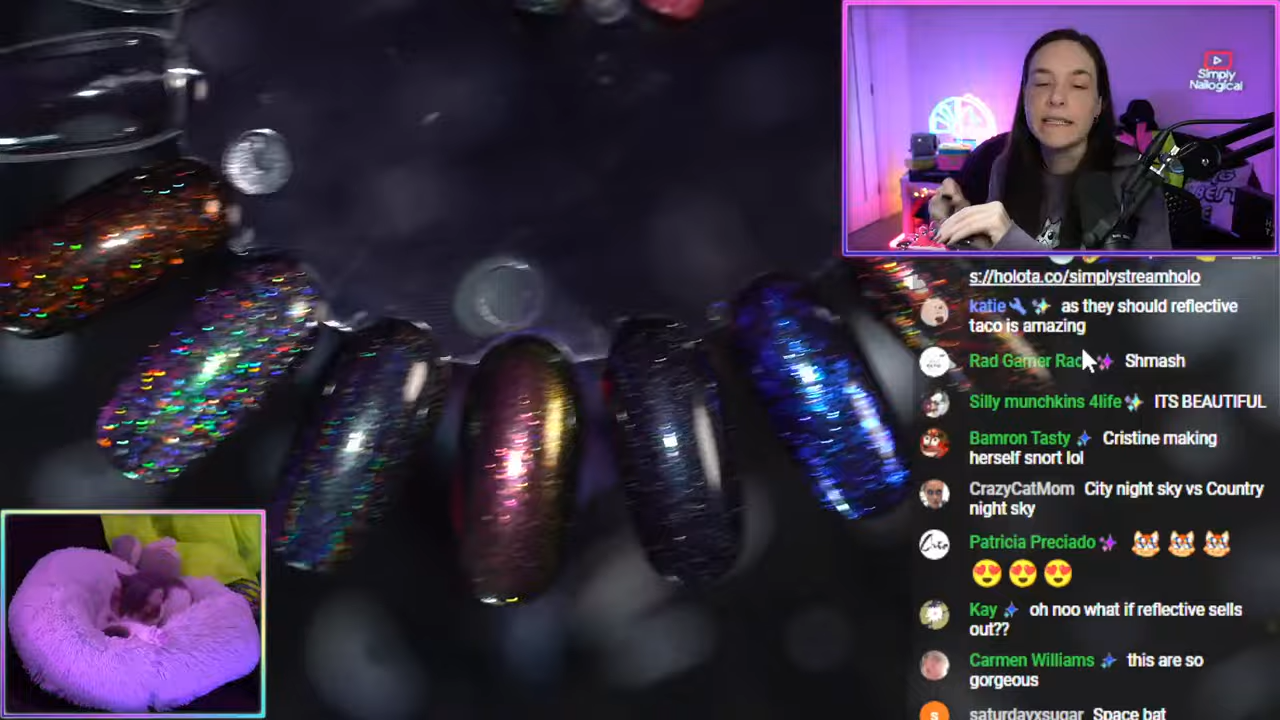 Simply
Nailogical
s://holota.co/simplystreamholo
katie as they should reflective
taco is amazing
Rad Gamer Rac Shmash
Silly munchkins 4life ITS BEAUTIFUL
Bamron Tasty Cristine making
herself snort lol
CrazyCatMom City night sky vs Country
night sky
Patricia Preciado
Kay oh noo what if reflective sells
out??
Carmen Williams this are so
gorgeous
saturdayxsugar Space bat